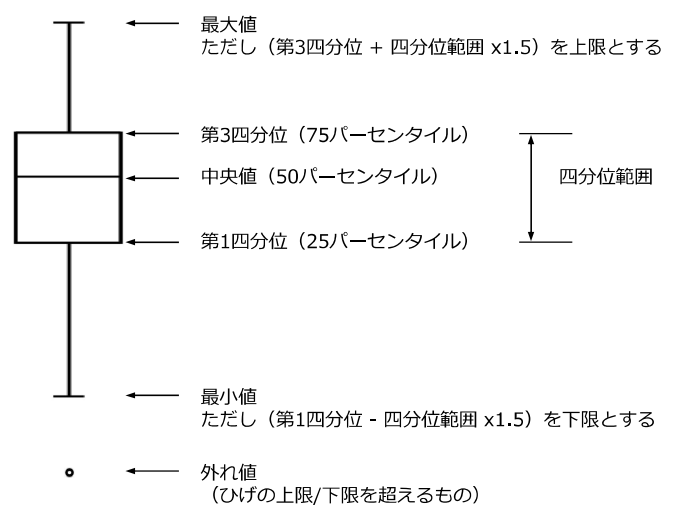 最大値
ただし（第3四分位 + 四分位範囲 x1.5）を上限とする
第3四分位（75パーセンタイル）
中央値（50パーセンタイル）
四分位範囲
第1四分位（25パーセンタイル）
最小値
ただし（第1四分位 - 四分位範囲 x1.5）を下限とする
外れ値
（ひげの上限/下限を超えるもの）